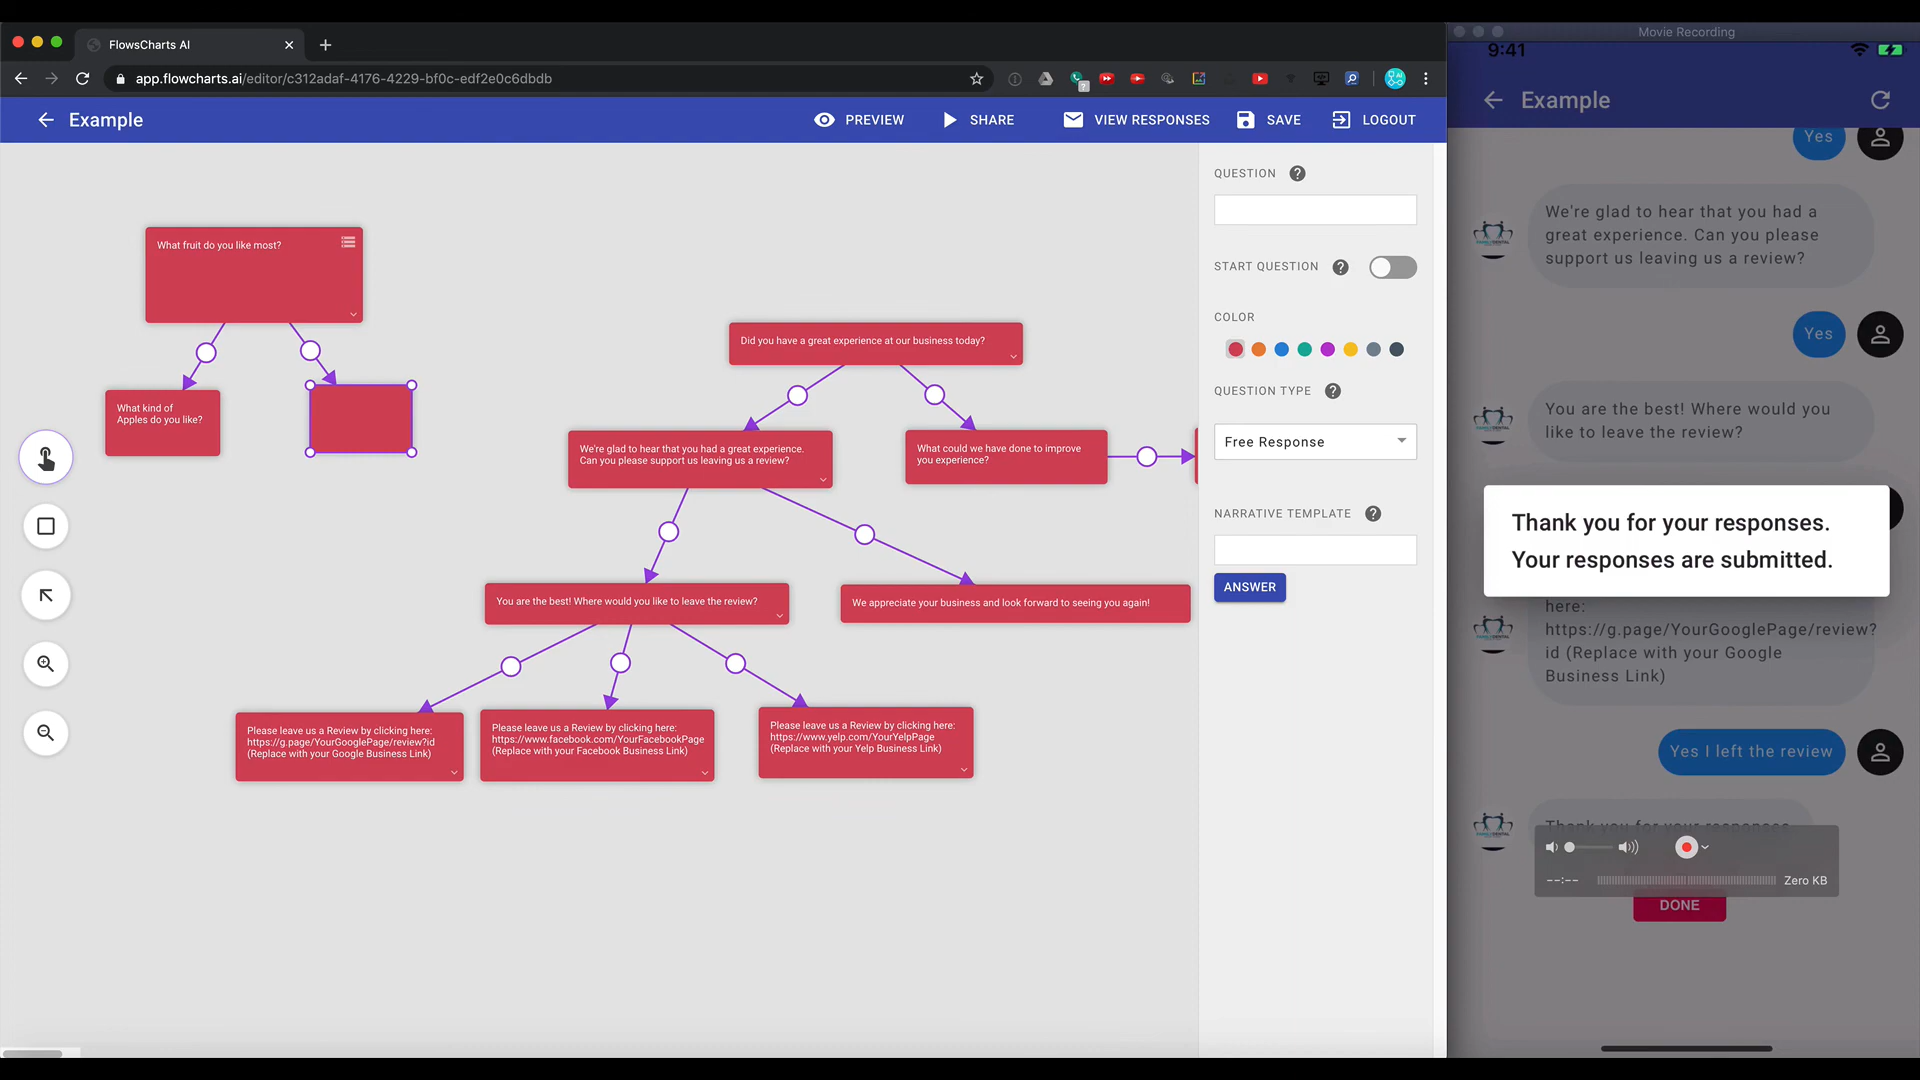 FlowsCharts AI
app.flowcharts.ai/editor/c312adaf-4176-4229-bf0c-edf2e0c6dbdb
Example
PREVIEW
SHARE
VIEW RESPONSES
SAVE
LOGOUT
What fruit do you like most?
What kind of
Apples do you like?
Did you have a great experience at our business today?
We're glad to hear that you had a great experience.
Can you please support us leaving us a review?
What could we have done to improve
you experience?
You are the best! Where would you like to leave the review?
We appreciate your business and look forward to seeing you again!
Please leave us a Review by clicking here:
https://g.page/YourGooglePage/review?id
(Replace with your Google Business Link)
Please leave us a Review by clicking here:
https://www.facebook.com/YourFacebookPage
(Replace with your Facebook Business Link)
Please leave us a Review by clicking here:
https://www.yelp.com/YourYelpPage
(Replace with your Yelp Business Link)
QUESTION
START QUESTION
COLOR
QUESTION TYPE
Free Response
NARRATIVE TEMPLATE
ANSWER
Movie Recording
9:41
Example
Yes
We're glad to hear that you had a
great experience. Can you please
support us leaving us a review?
Yes
You are the best! Where would you
like to leave the review?
Thank you for your responses.
Your responses are submitted.
here:
https://g.page/YourGooglePage/review?
id (Replace with your Google
Business Link)
Yes I left the review
Thank you for your responses.
--:--
Zero KB
DONE